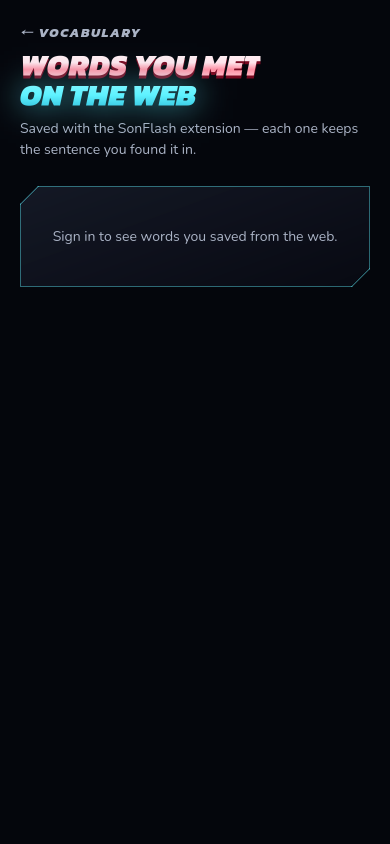 ← VOCABULARY
WORDS YOU MET
ON THE WEB
Saved with the SonFlash extension — each one keeps
the sentence you found it in.
Sign in to see words you saved from the web.